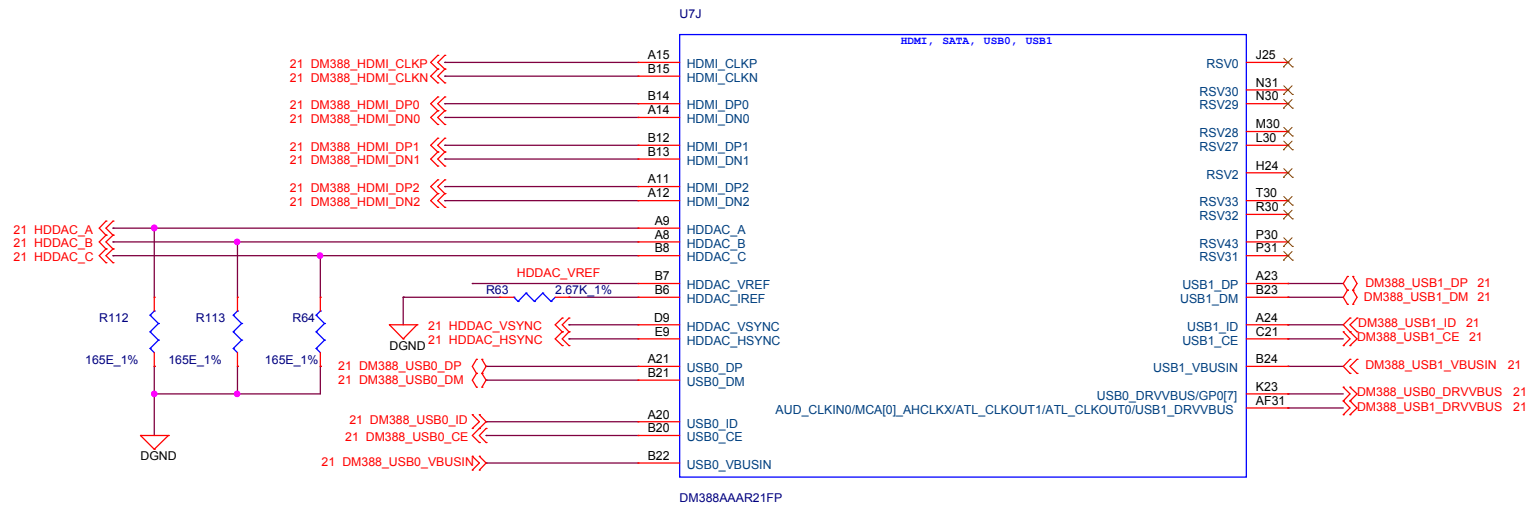 U7J
HDMI, SATA, USB0, USB1
21 DM388_HDMI_CLKP A15 HDMI_CLKP
21 DM388_HDMI_CLKN B15 HDMI_CLKN
21 DM388_HDMI_DP0 B14 HDMI_DP0
21 DM388_HDMI_DN0 A14 HDMI_DN0
21 DM388_HDMI_DP1 B12 HDMI_DP1
21 DM388_HDMI_DN1 B13 HDMI_DN1
21 DM388_HDMI_DP2 A11 HDMI_DP2
21 DM388_HDMI_DN2 A12 HDMI_DN2
21 HDDAC_A A9 HDDAC_A
21 HDDAC_B A8 HDDAC_B
21 HDDAC_C B8 HDDAC_C
HDDAC_VREF B7 HDDAC_VREF
R63 2.67K_1% B6 HDDAC_IREF
DGND
21 HDDAC_VSYNC D9 HDDAC_VSYNC
21 HDDAC_HSYNC E9 HDDAC_HSYNC
R112 R113 R64
165E_1% 165E_1% 165E_1%
DGND
21 DM388_USB0_DP A21 USB0_DP
21 DM388_USB0_DM B21 USB0_DM
21 DM388_USB0_ID A20 USB0_ID
21 DM388_USB0_CE B20 USB0_CE
21 DM388_USB0_VBUSIN B22 USB0_VBUSIN
RSV0 J25
RSV30 N31
RSV29 N30
RSV28 M30
RSV27 L30
RSV2 H24
RSV33 T30
RSV32 R30
RSV43 P30
RSV31 P31
USB1_DP A23 DM388_USB1_DP 21
USB1_DM B23 DM388_USB1_DM 21
USB1_ID A24 DM388_USB1_ID 21
USB1_CE C21 DM388_USB1_CE 21
USB1_VBUSIN B24 DM388_USB1_VBUSIN 21
USB0_DRVVBUS/GP0[7] K23 DM388_USB0_DRVVBUS 21
AUD_CLKIN0/MCA[0]_AHCLKX/ATL_CLKOUT1/ATL_CLKOUT0/USB1_DRVVBUS AF31 DM388_USB1_DRVVBUS 21
DM388AAAR21FP